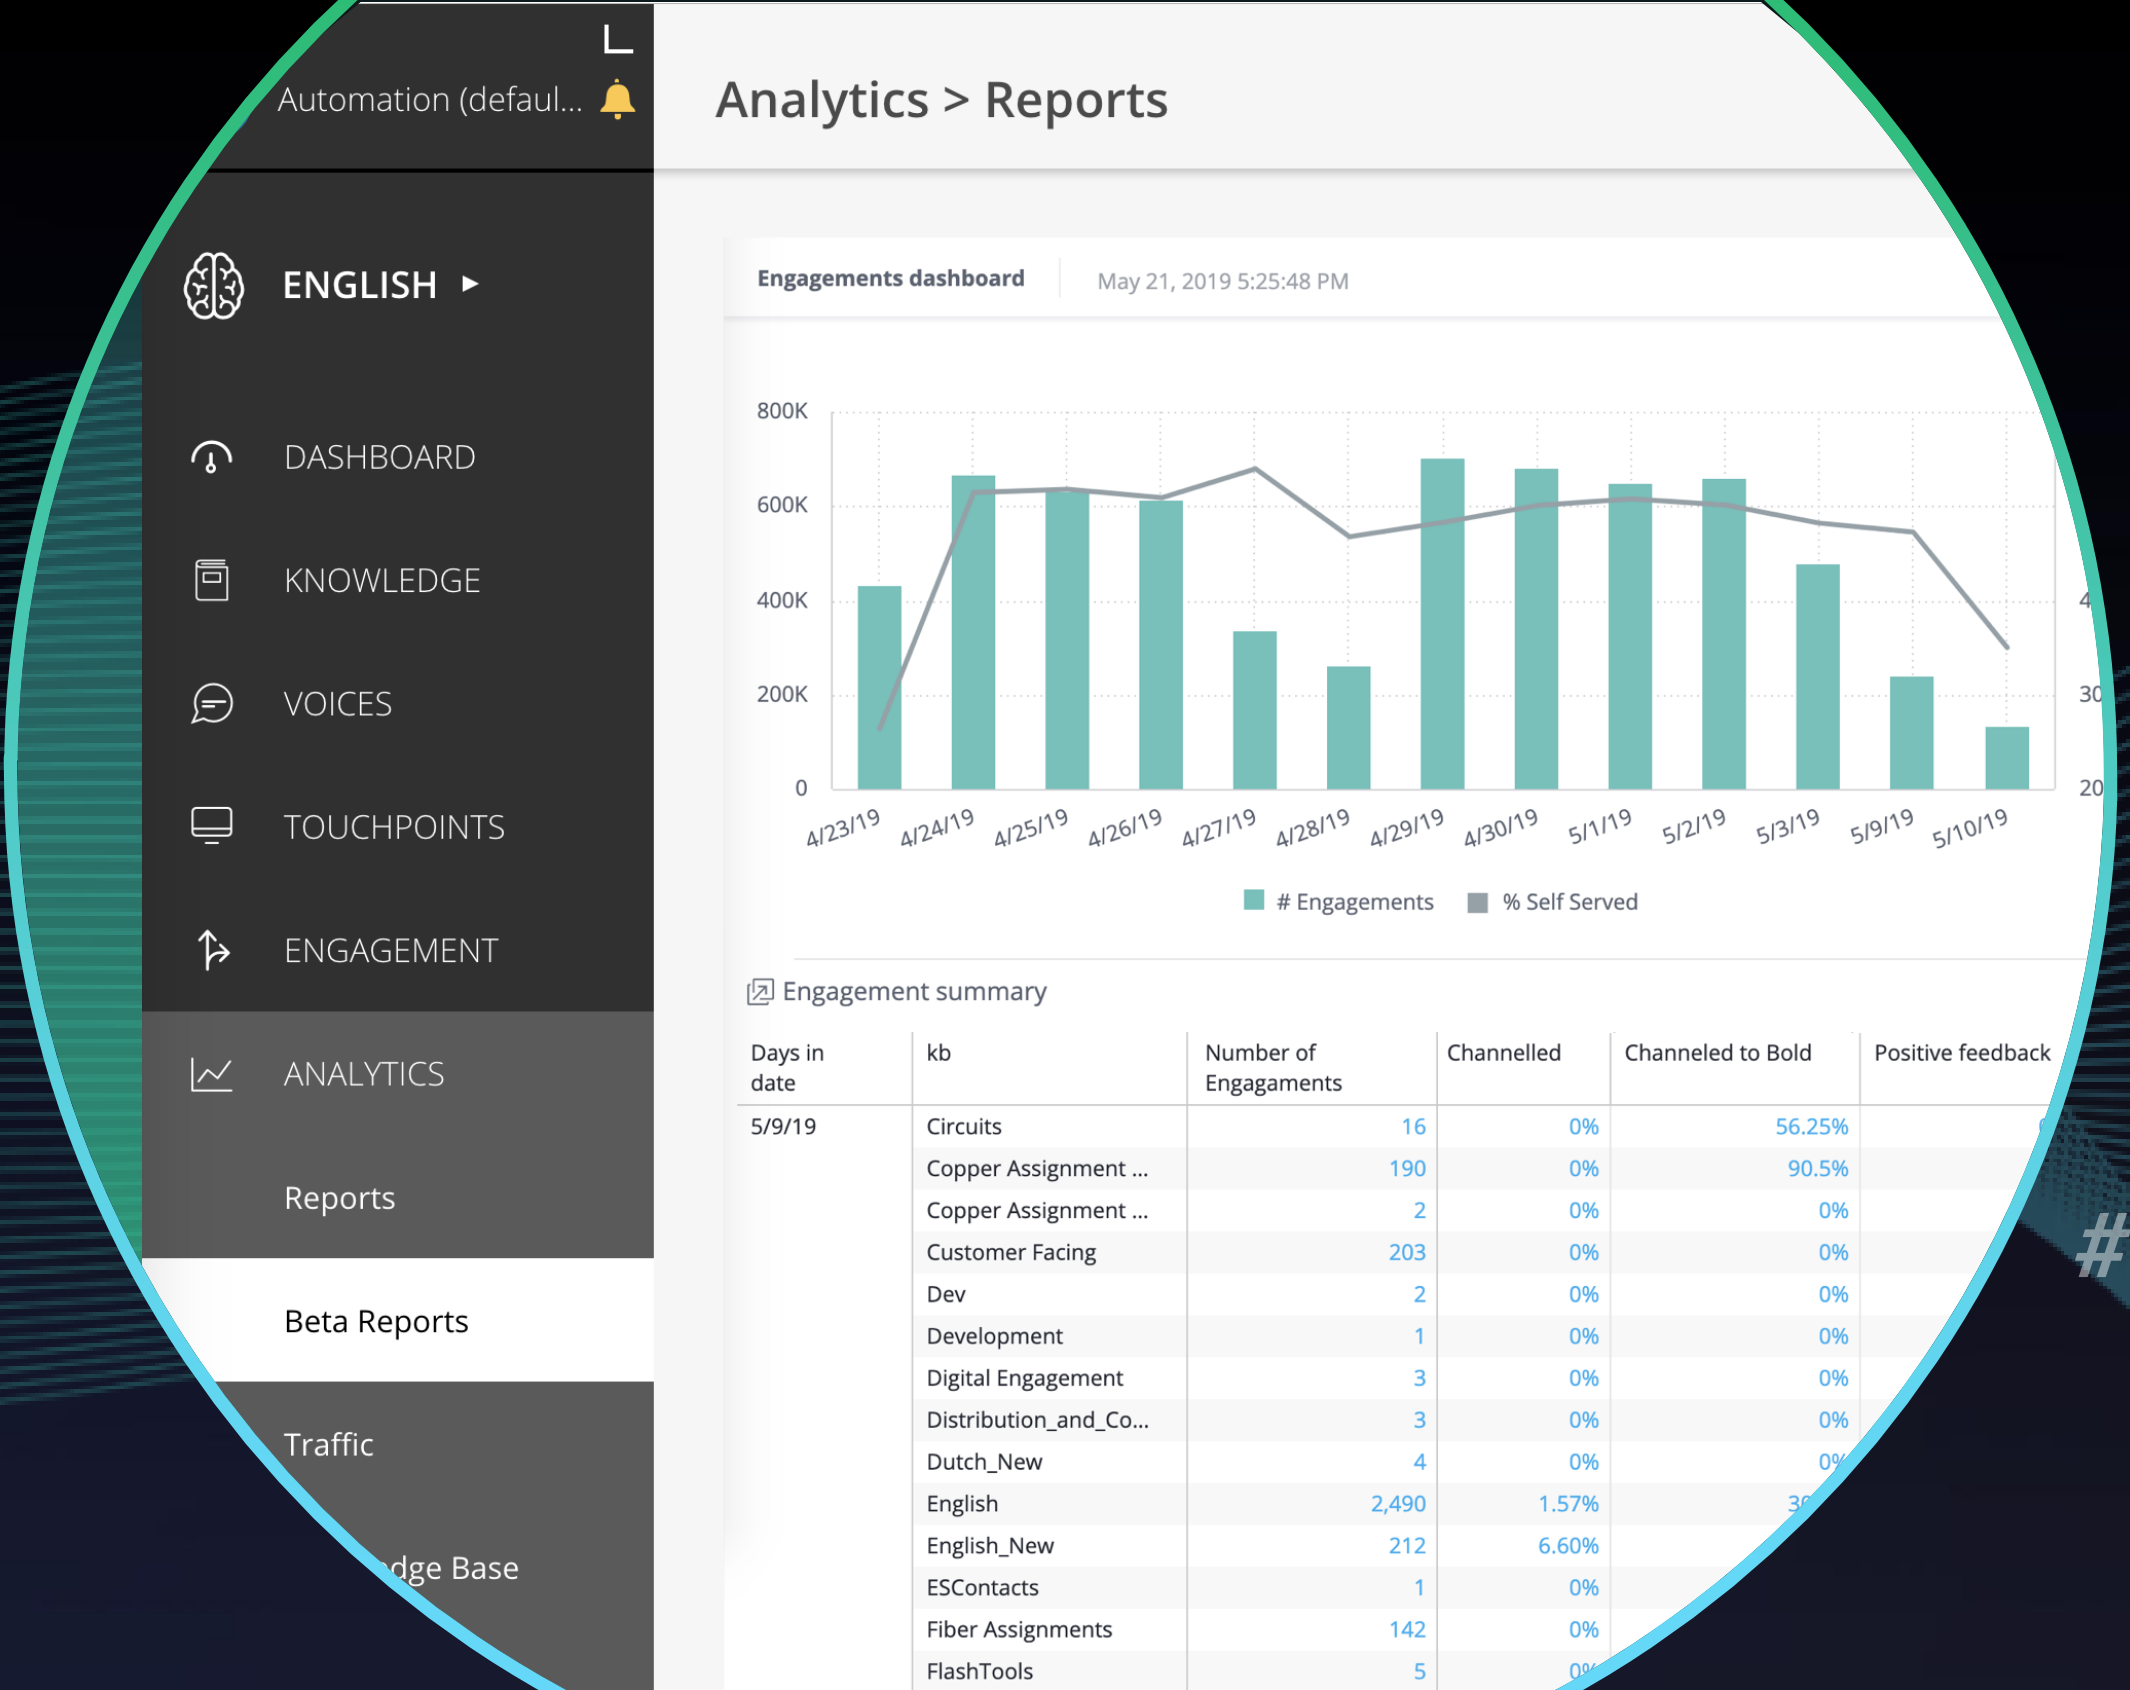 Automation (defaul...
Analytics > Reports
ENGLISH
DASHBOARD
KNOWLEDGE
VOICES
TOUCHPOINTS
ENGAGEMENT
ANALYTICS
Reports
Beta Reports
Traffic
Base
Engagements dashboard
May 21, 2019 5:25:48 PM
800K
600K
400K
200K
0
30
20
4/23/19 4/24/19 4/25/19 4/26/19 4/27/19 4/28/19 4/29/19 4/30/19 5/1/19 5/2/19 5/3/19 5/9/19 5/10/19
# Engagements % Self Served
Engagement summary
Days in date kb Number of Engagaments Channelled Channeled to Bold Positive feedback
5/9/19 Circuits 16 0% 56.25%
Copper Assignment ... 190 0% 90.5%
Copper Assignment ... 2 0% 0%
Customer Facing 203 0% 0%
Dev 2 0% 0%
Development 1 0% 0%
Digital Engagement 3 0% 0%
Distribution_and_Co... 3 0% 0%
Dutch_New 4 0% 0%
English 2,490 1.57%
English_New 212 6.60%
ESContacts 1 0%
Fiber Assignments 142 0%
FlashTools 5 0%
#